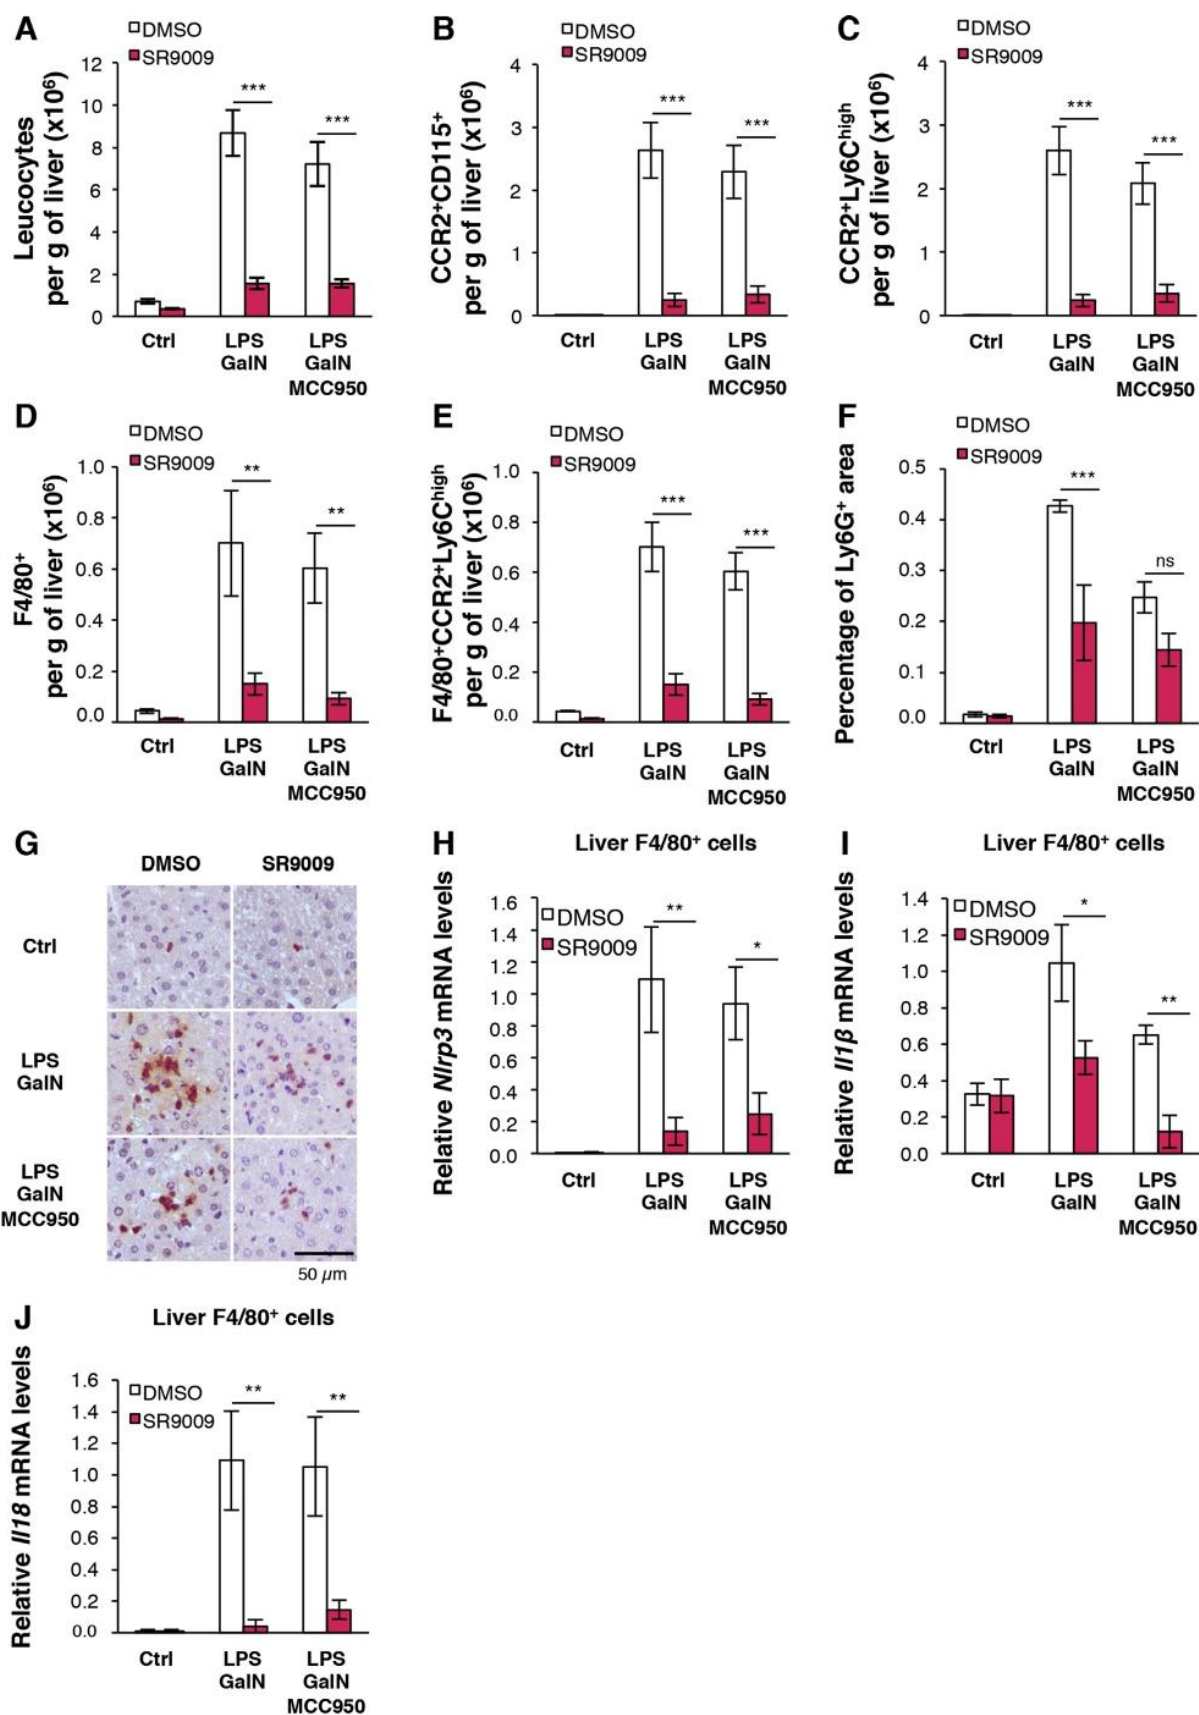 A
DMSO
SR9009
Leucocytes
per g of liver (x10⁶)
12
10
8
6
4
2
0
***
***
Ctrl
LPS
GalN
LPS
GalN
MCC950
B
DMSO
SR9009
CCR2⁺CD115⁺
per g of liver (x10⁶)
4
3
2
1
0
***
***
Ctrl
LPS
GalN
LPS
GalN
MCC950
C
DMSO
SR9009
CCR2⁺Ly6Cʰⁱᵍʰ
per g of liver (x10⁶)
4
3
2
1
0
***
***
Ctrl
LPS
GalN
LPS
GalN
MCC950
D
DMSO
SR9009
F4/80⁺
per g of liver (x10⁶)
1.0
0.8
0.6
0.4
0.2
0.0
**
**
Ctrl
LPS
GalN
LPS
GalN
MCC950
E
DMSO
SR9009
F4/80⁺CCR2⁺Ly6Cʰⁱᵍʰ
per g of liver (x10⁶)
1.0
0.8
0.6
0.4
0.2
0.0
***
***
Ctrl
LPS
GalN
LPS
GalN
MCC950
F
DMSO
SR9009
Percentage of Ly6G⁺ area
0.5
0.4
0.3
0.2
0.1
0.0
***
ns
Ctrl
LPS
GalN
LPS
GalN
MCC950
G
DMSO
SR9009
Ctrl
LPS
GalN
LPS
GalN
MCC950
50 µm
H
Liver F4/80⁺ cells
DMSO
SR9009
Relative Nlrp3 mRNA levels
1.6
1.4
1.2
1.0
0.8
0.6
0.4
0.2
0.0
**
*
Ctrl
LPS
GalN
LPS
GalN
MCC950
I
Liver F4/80⁺ cells
DMSO
SR9009
Relative Il1β mRNA levels
1.4
1.2
1.0
0.8
0.6
0.4
0.2
0.0
*
**
Ctrl
LPS
GalN
LPS
GalN
MCC950
J
Liver F4/80⁺ cells
DMSO
SR9009
Relative Il18 mRNA levels
1.6
1.4
1.2
1.0
0.8
0.6
0.4
0.2
0.0
**
**
Ctrl
LPS
GalN
LPS
GalN
MCC950